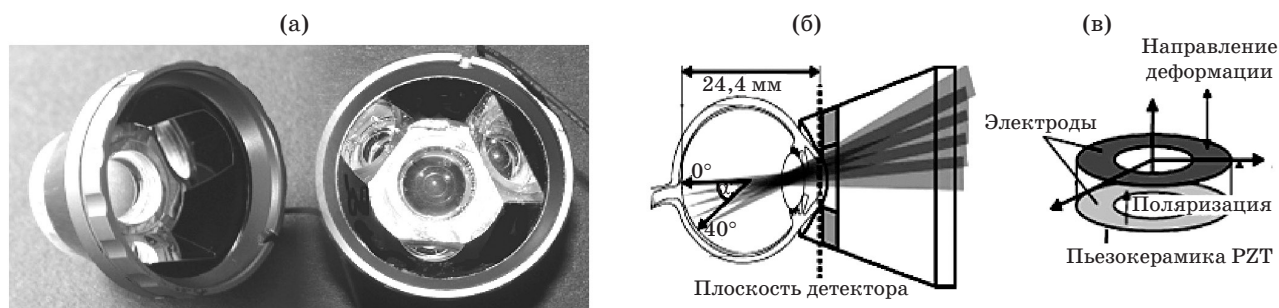 (а)
(б)
(в)
24,4 мм
0°
40°
Плоскость детектора
Направление
деформации
Электроды
Поляризация
Пьезокерамика PZT